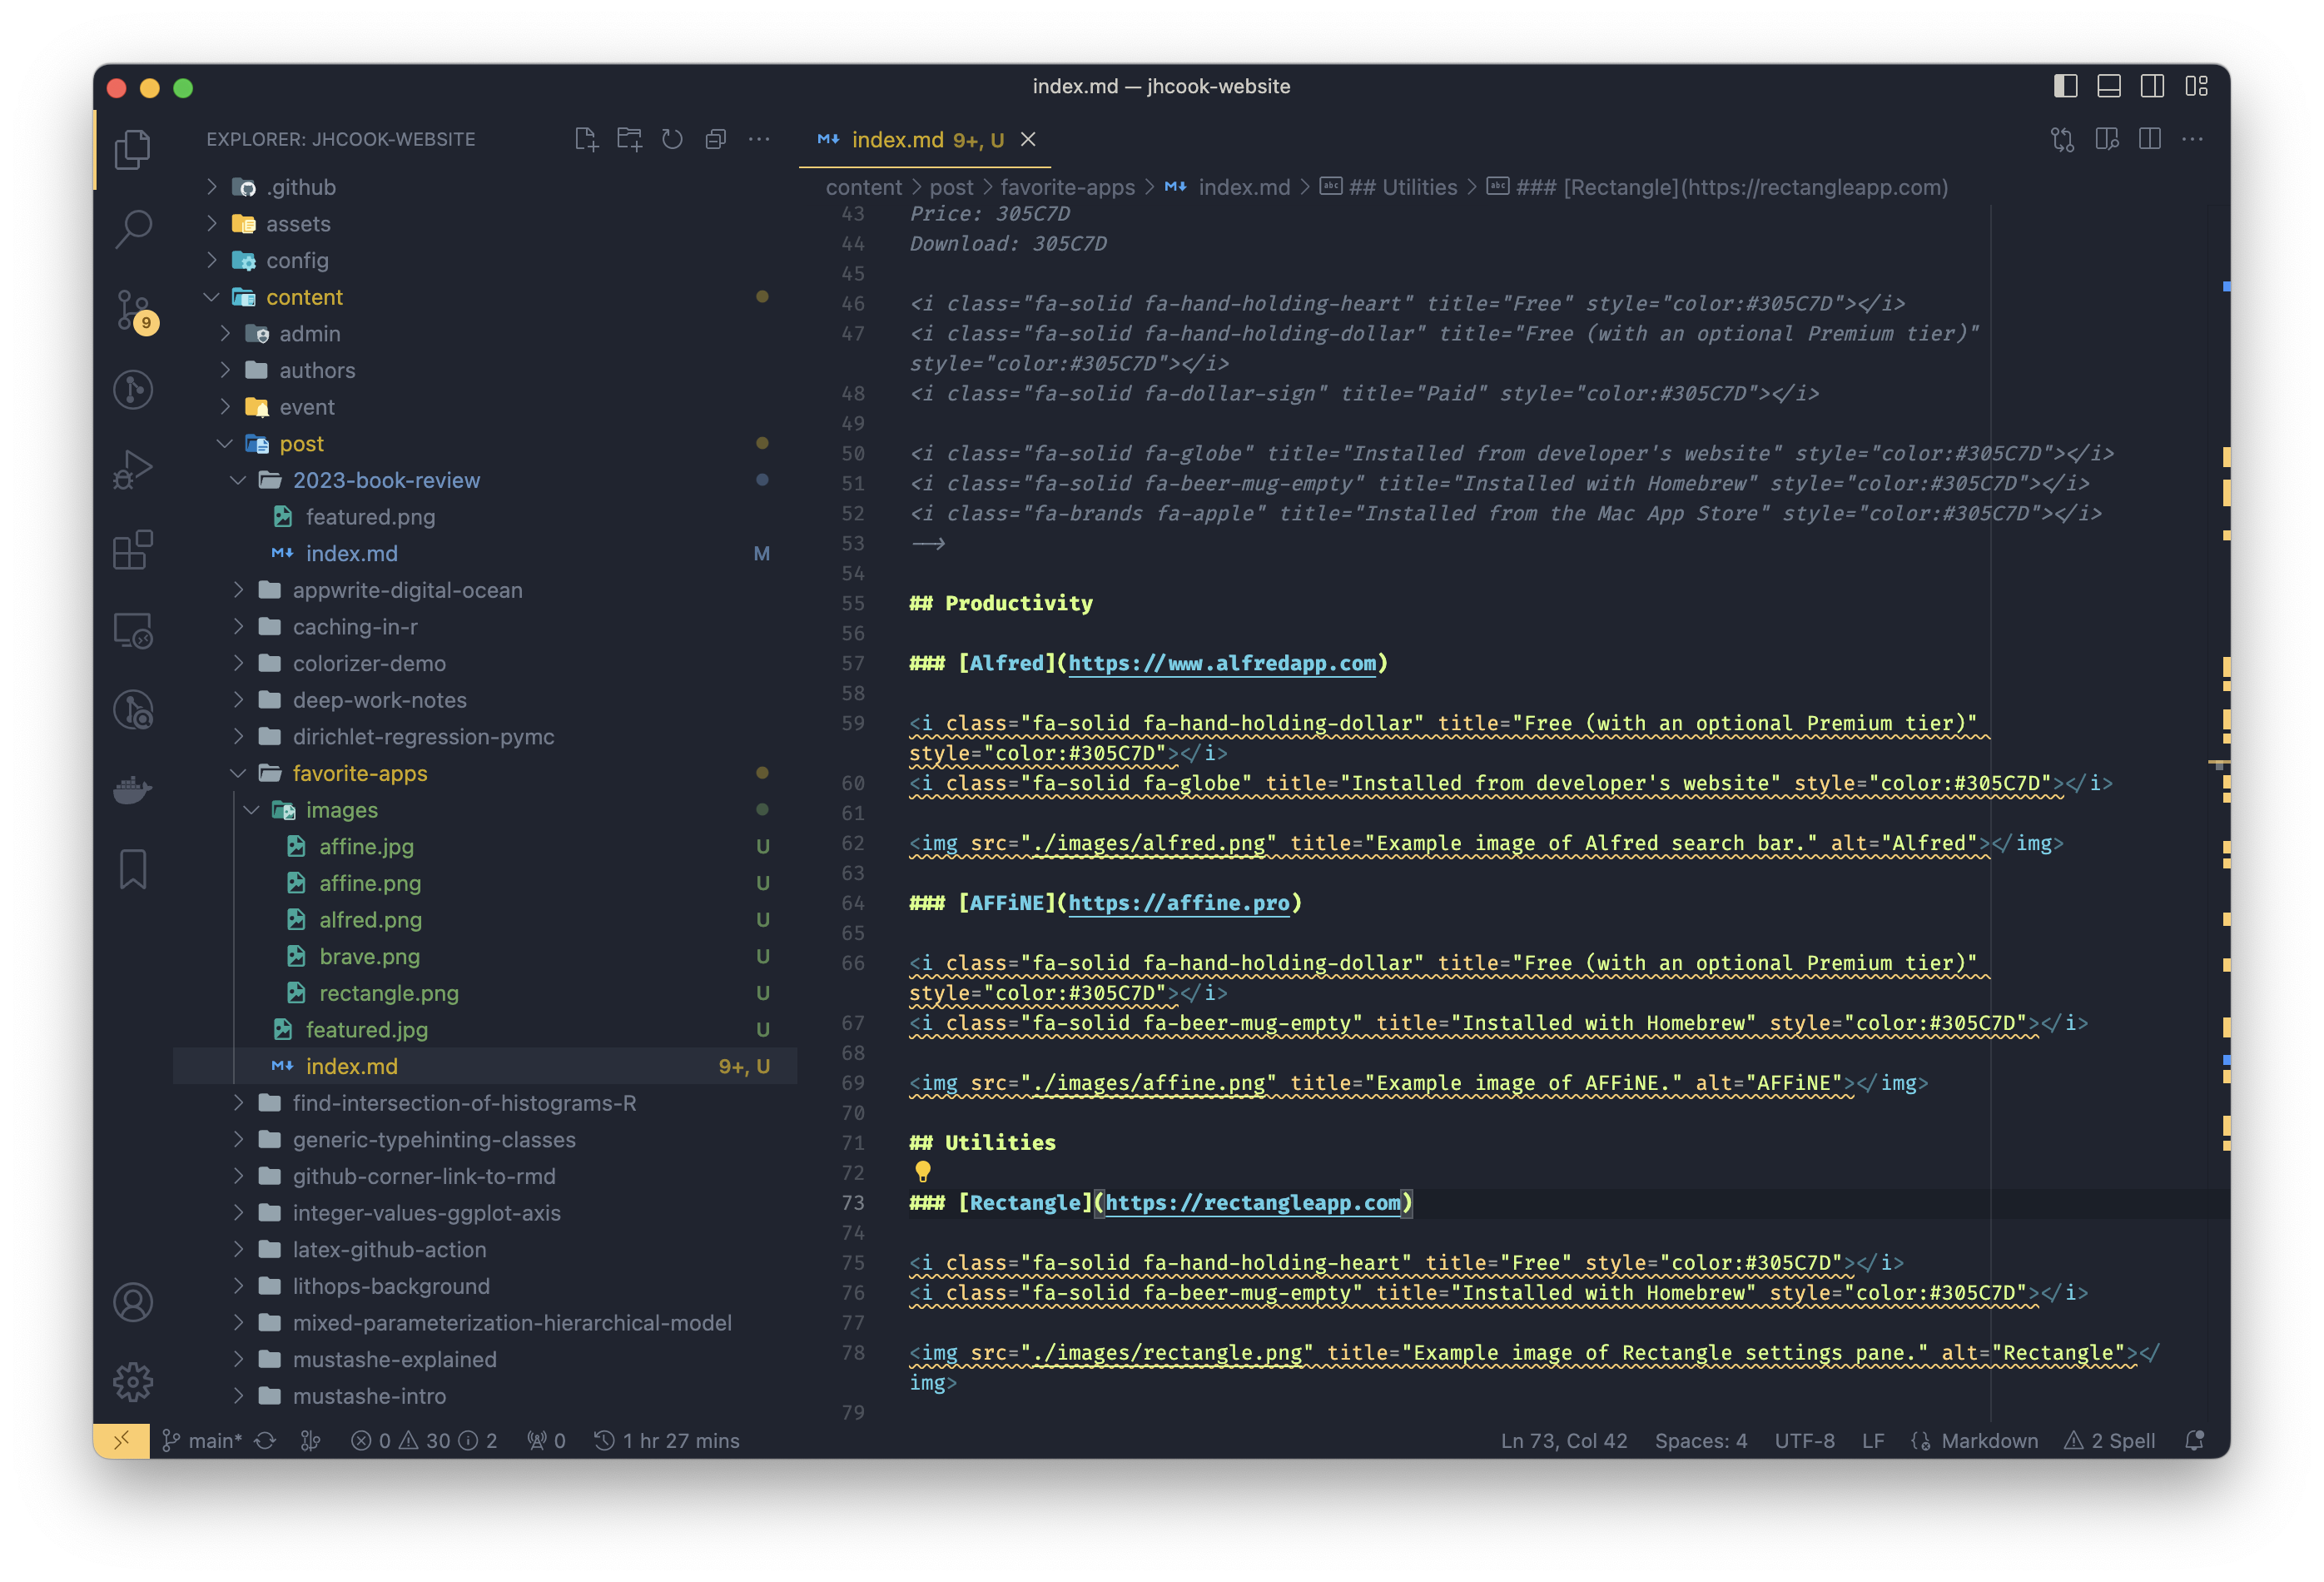 index.md — jhcook-website
EXPLORER: JHCOOK-WEBSITE
.github
assets
config
content
admin
authors
event
post
2023-book-review
featured.png
index.md M
appwrite-digital-ocean
caching-in-r
colorizer-demo
deep-work-notes
dirichlet-regression-pymc
favorite-apps
images
affine.jpg U
affine.png U
alfred.png U
brave.png U
rectangle.png U
featured.jpg U
index.md 9+, U
find-intersection-of-histograms-R
generic-typehinting-classes
github-corner-link-to-rmd
integer-values-ggplot-axis
latex-github-action
lithops-background
mixed-parameterization-hierarchical-model
mustashe-explained
mustashe-intro
9
index.md 9+, U
content > post > favorite-apps > index.md > abc ## Utilities > abc ### [Rectangle](https://rectangleapp.com)
43 Price: 305C7D
44 Download: 305C7D
45
46 <i class="fa-solid fa-hand-holding-heart" title="Free" style="color:#305C7D"></i>
47 <i class="fa-solid fa-hand-holding-dollar" title="Free (with an optional Premium tier)"
style="color:#305C7D"></i>
48 <i class="fa-solid fa-dollar-sign" title="Paid" style="color:#305C7D"></i>
49
50 <i class="fa-solid fa-globe" title="Installed from developer's website" style="color:#305C7D"></i>
51 <i class="fa-solid fa-beer-mug-empty" title="Installed with Homebrew" style="color:#305C7D"></i>
52 <i class="fa-brands fa-apple" title="Installed from the Mac App Store" style="color:#305C7D"></i>
53 -->
54
55 ## Productivity
56
57 ### [Alfred](https://www.alfredapp.com)
58
59 <i class="fa-solid fa-hand-holding-dollar" title="Free (with an optional Premium tier)"
style="color:#305C7D"></i>
60 <i class="fa-solid fa-globe" title="Installed from developer's website" style="color:#305C7D"></i>
61
62 <img src="./images/alfred.png" title="Example image of Alfred search bar." alt="Alfred"></img>
63
64 ### [AFFiNE](https://affine.pro)
65
66 <i class="fa-solid fa-hand-holding-dollar" title="Free (with an optional Premium tier)"
style="color:#305C7D"></i>
67 <i class="fa-solid fa-beer-mug-empty" title="Installed with Homebrew" style="color:#305C7D"></i>
68
69 <img src="./images/affine.png" title="Example image of AFFiNE." alt="AFFiNE"></img>
70
71 ## Utilities
72
73 ### [Rectangle](https://rectangleapp.com)
74
75 <i class="fa-solid fa-hand-holding-heart" title="Free" style="color:#305C7D"></i>
76 <i class="fa-solid fa-beer-mug-empty" title="Installed with Homebrew" style="color:#305C7D"></i>
77
78 <img src="./images/rectangle.png" title="Example image of Rectangle settings pane." alt="Rectangle"></
img>
79
main* 0 30 2 0 1 hr 27 mins Ln 73, Col 42 Spaces: 4 UTF-8 LF Markdown 2 Spell